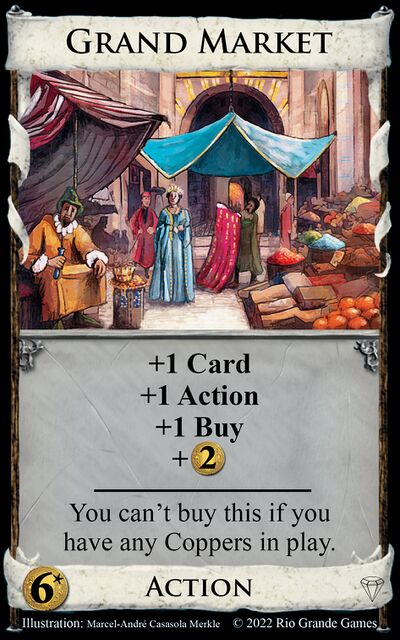 Grand Market
+1 Card
+1 Action
+1 Buy
+ 2
You can't buy this if you
have any Coppers in play.
6* Action
Illustration: Marcel-André Casasola Merkle © 2022 Rio Grande Games